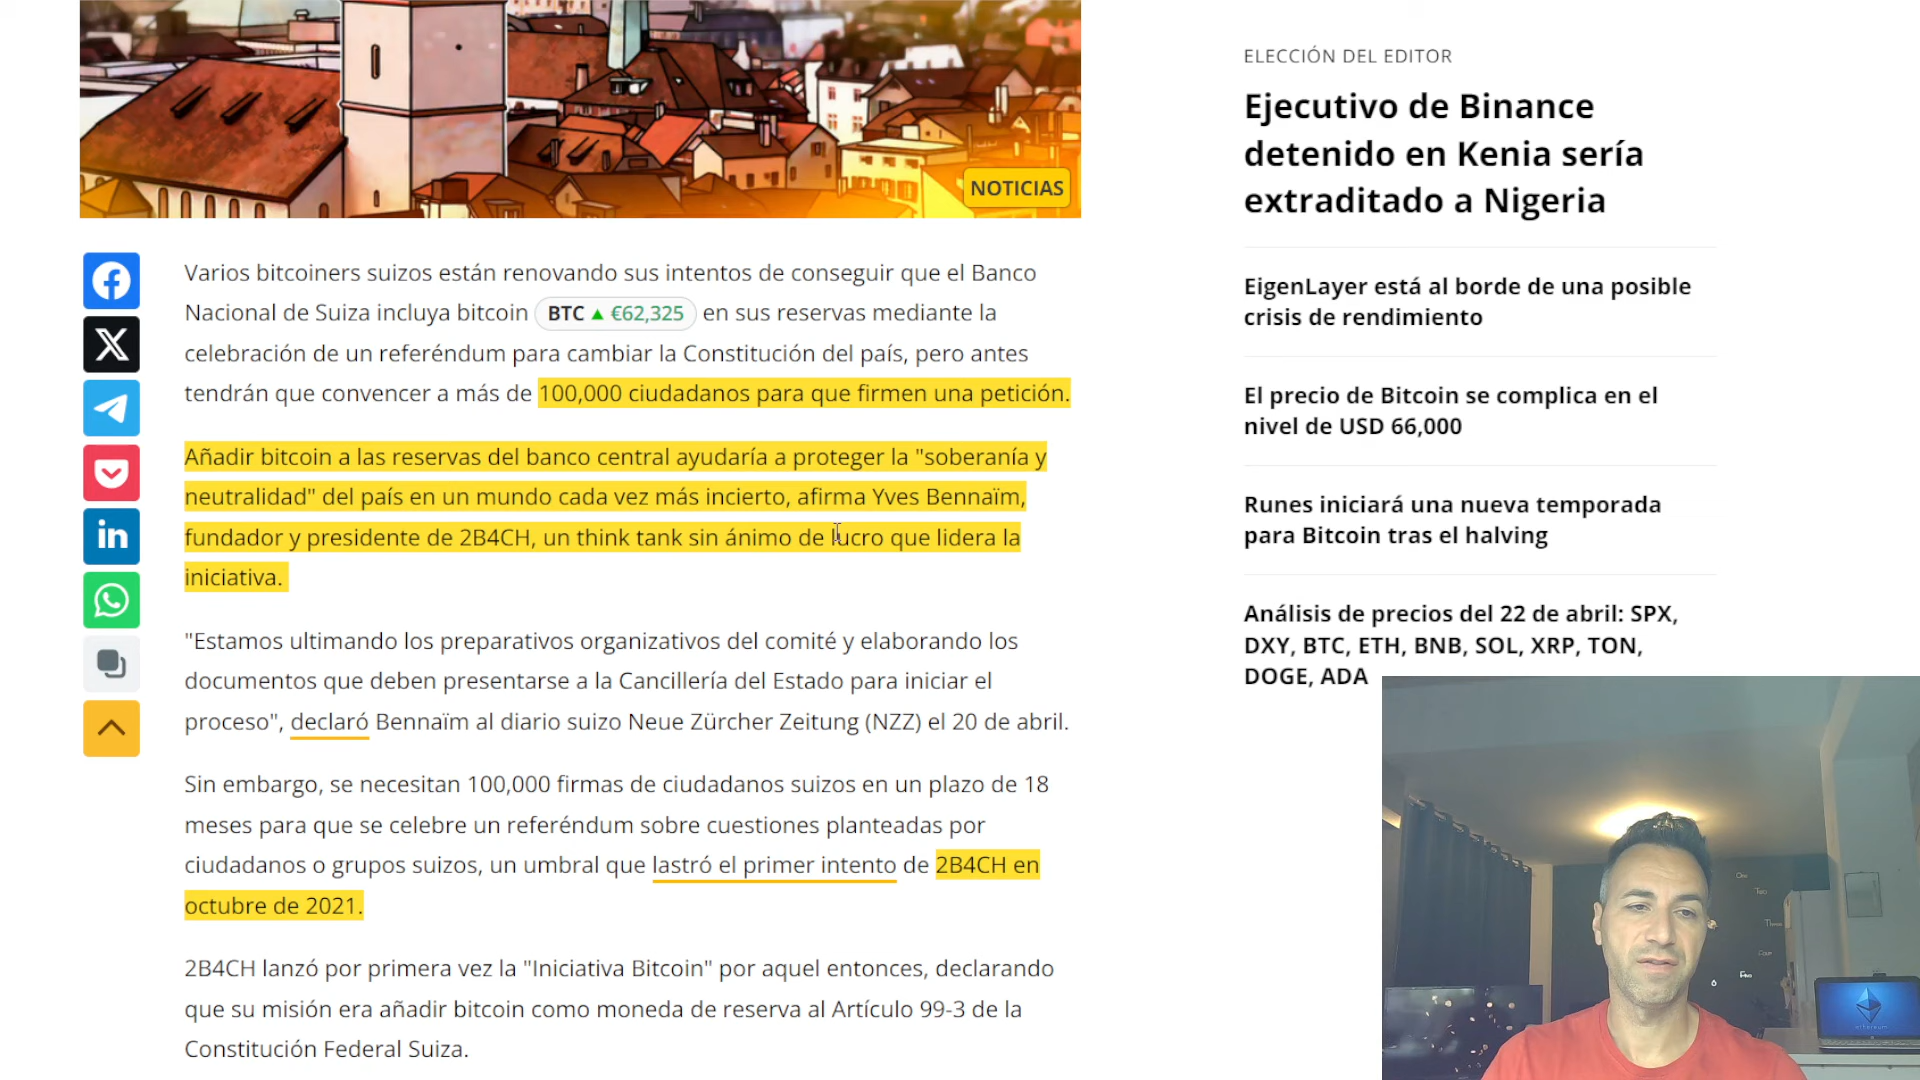 NOTICIAS
Varios bitcoiners suizos están renovando sus intentos de conseguir que el Banco
Nacional de Suiza incluya bitcoin BTC ▲ €62,325 en sus reservas mediante la
celebración de un referéndum para cambiar la Constitución del país, pero antes
tendrán que convencer a más de 100,000 ciudadanos para que firmen una petición.
Añadir bitcoin a las reservas del banco central ayudaría a proteger la "soberanía y
neutralidad" del país en un mundo cada vez más incierto, afirma Yves Bennaïm,
fundador y presidente de 2B4CH, un think tank sin ánimo de lucro que lidera la
iniciativa.
"Estamos ultimando los preparativos organizativos del comité y elaborando los
documentos que deben presentarse a la Cancillería del Estado para iniciar el
proceso", declaró Bennaïm al diario suizo Neue Zürcher Zeitung (NZZ) el 20 de abril.
Sin embargo, se necesitan 100,000 firmas de ciudadanos suizos en un plazo de 18
meses para que se celebre un referéndum sobre cuestiones planteadas por
ciudadanos o grupos suizos, un umbral que lastró el primer intento de 2B4CH en
octubre de 2021.
2B4CH lanzó por primera vez la "Iniciativa Bitcoin" por aquel entonces, declarando
que su misión era añadir bitcoin como moneda de reserva al Artículo 99-3 de la
Constitución Federal Suiza.
ELECCIÓN DEL EDITOR
Ejecutivo de Binance
detenido en Kenia sería
extraditado a Nigeria
EigenLayer está al borde de una posible
crisis de rendimiento
El precio de Bitcoin se complica en el
nivel de USD 66,000
Runes iniciará una nueva temporada
para Bitcoin tras el halving
Análisis de precios del 22 de abril: SPX,
DXY, BTC, ETH, BNB, SOL, XRP, TON,
DOGE, ADA
One
Two
Four
ethereum